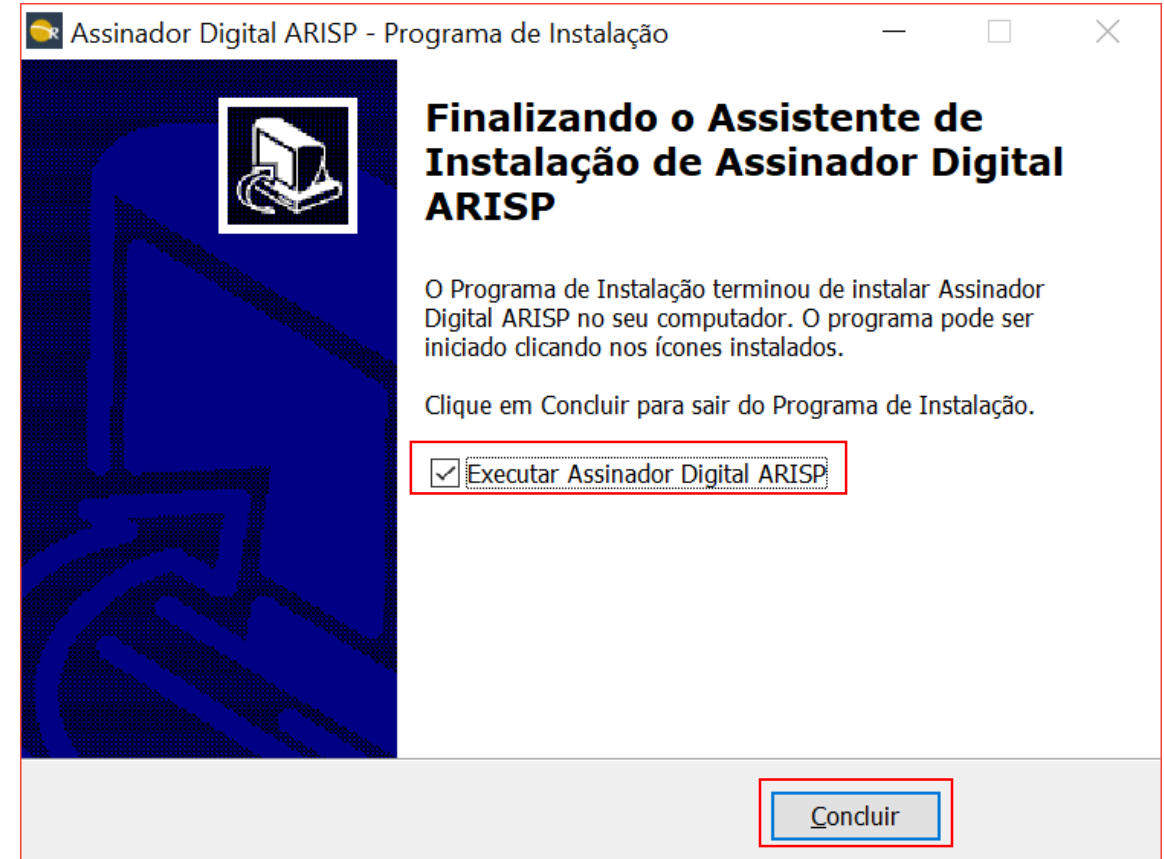 Assinador Digital ARISP - Programa de Instalação
Finalizando o Assistente de
Instalação de Assinador Digital
ARISP
O Programa de Instalação terminou de instalar Assinador
Digital ARISP no seu computador. O programa pode ser
iniciado clicando nos ícones instalados.
Clique em Concluir para sair do Programa de Instalação.
Executar Assinador Digital ARISP
Concluir